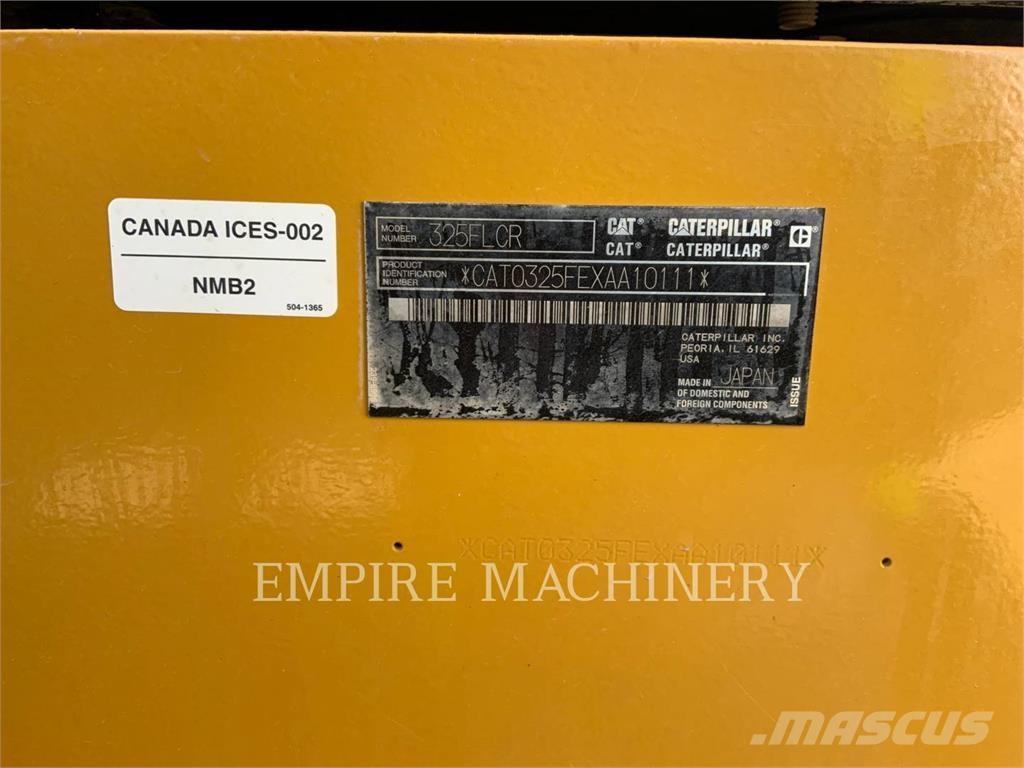 CANADA ICES-002
NMB2
504-1365
MODEL NUMBER 325FLCR
CAT CATERPILLAR
CAT CATERPILLAR
PRODUCT IDENTIFICATION NUMBER *CAT0325FEXAA10111*
CATERPILLAR INC.
PEORIA, IL 61629
USA
MADE IN JAPAN
OF DOMESTIC AND
FOREIGN COMPONENTS
ISSUE
*CAT0325FEXAA10111*
EMPIRE MACHINERY
MASCUS